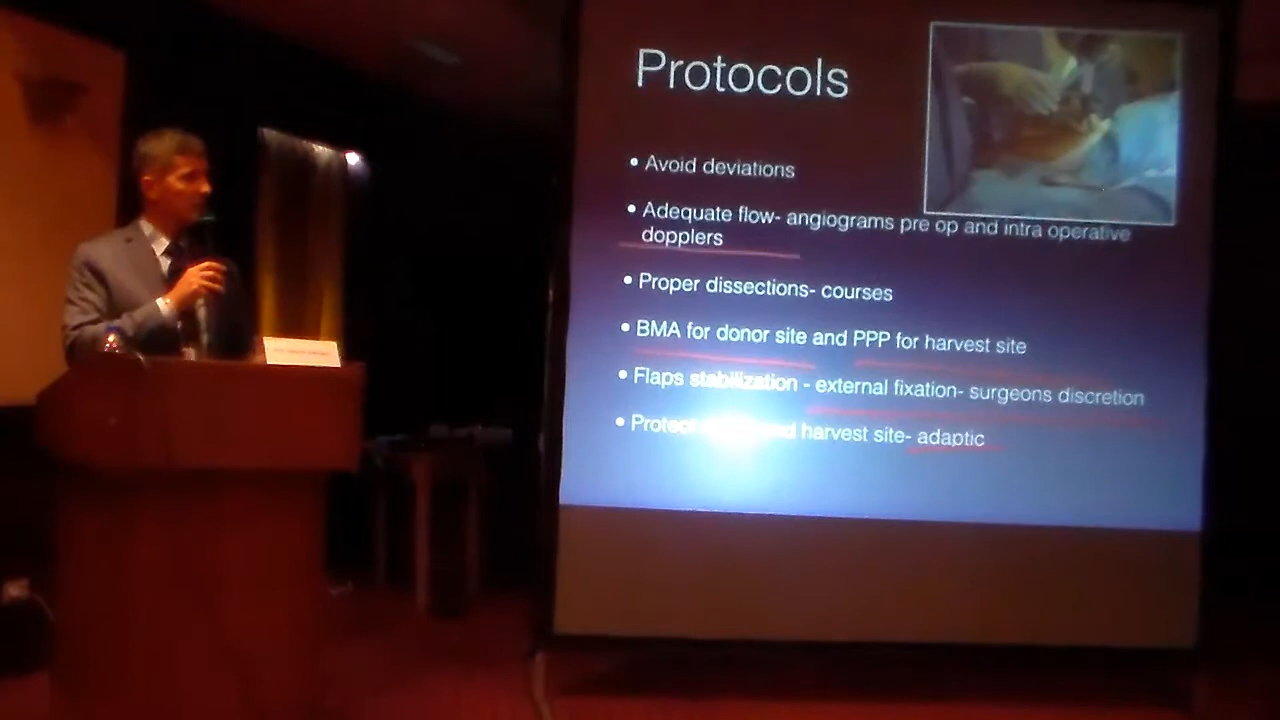 Protocols
• Avoid deviations
• Adequate flow- angiograms pre op and intra operative
dopplers
• Proper dissections- courses
• BMA for donor site and PPP for harvest site
• Flaps stabilization - external fixation- surgeons discretion
• Protect and harvest site- adaptic